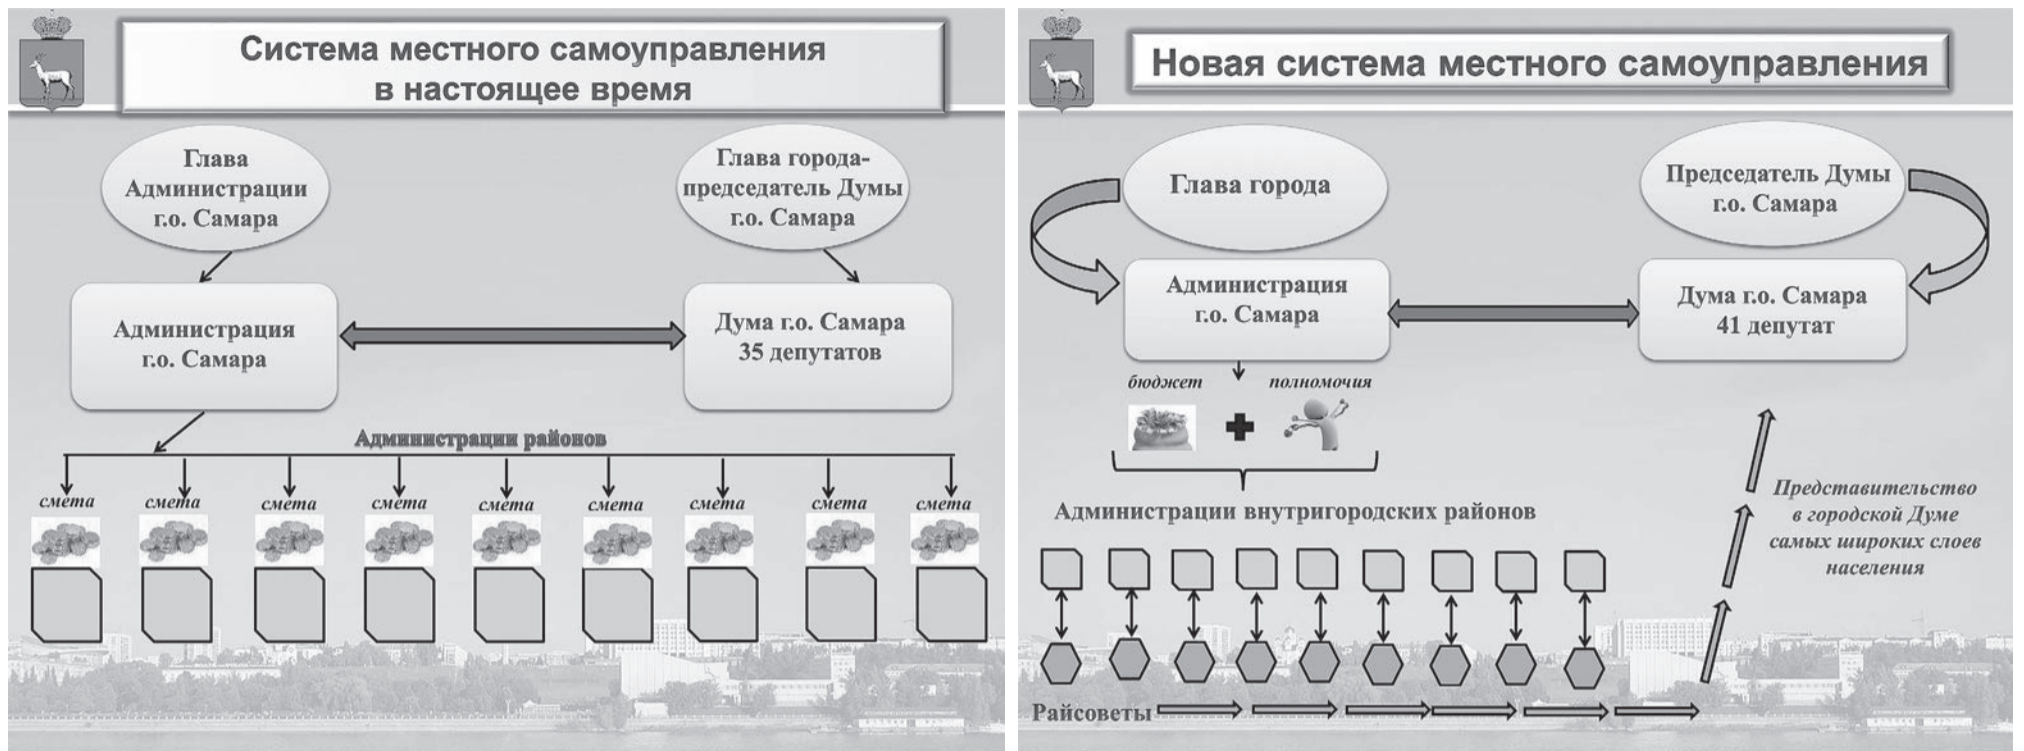 Система местного самоуправления
в настоящее время
Глава
Администрации
г.о. Самара
Глава города-
председатель Думы
г.о. Самара
Администрация
г.о. Самара
Дума г.о. Самара
35 депутатов
Администрации районов
смета
смета
смета
смета
смета
смета
смета
смета
смета
Новая система местного самоуправления
Глава города
Председатель Думы
г.о. Самара
Администрация
г.о. Самара
Дума г.о. Самара
41 депутат
бюджет
полномочия
Администрации внутригородских районов
Представительство
в городской Думе
самых широких слоев
населения
Райсоветы